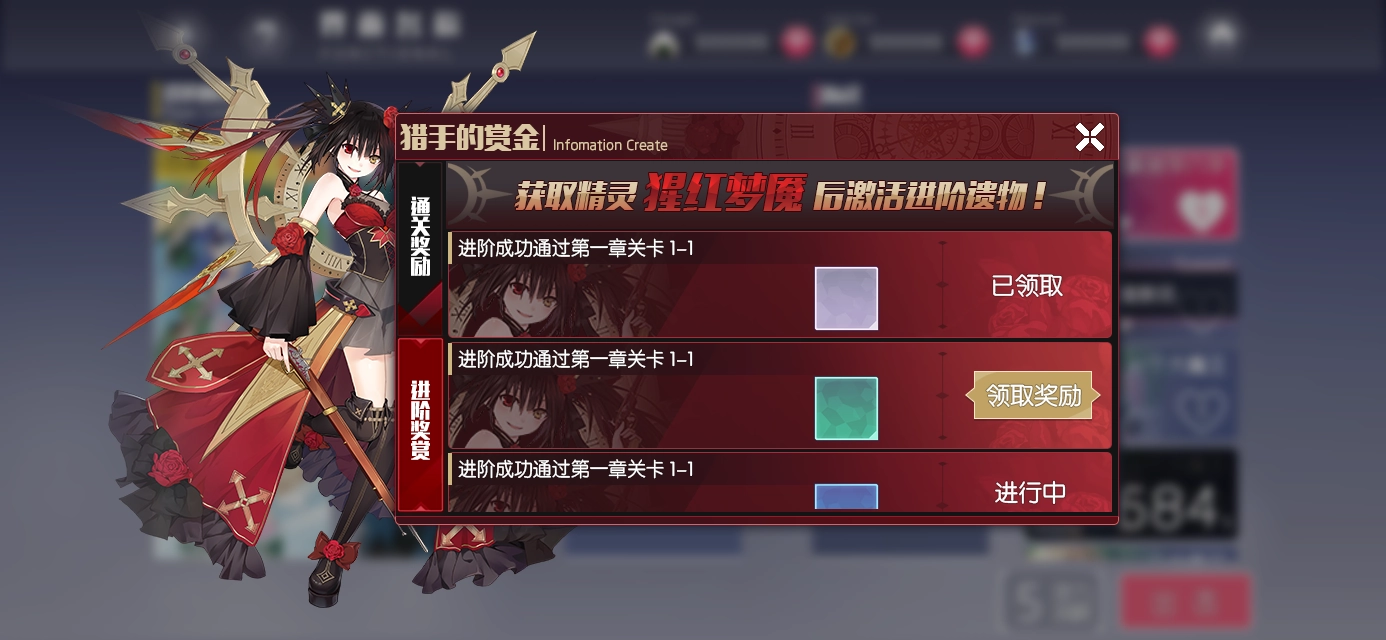 猎手的赏金| Infomation Create
通关奖励
进阶奖赏
获取精灵猩红梦魇后激活进阶遗物！
进阶成功通过第一章关卡 1-1
已领取
进阶成功通过第一章关卡 1-1
领取奖励
进阶成功通过第一章关卡 1-1
进行中
584
5